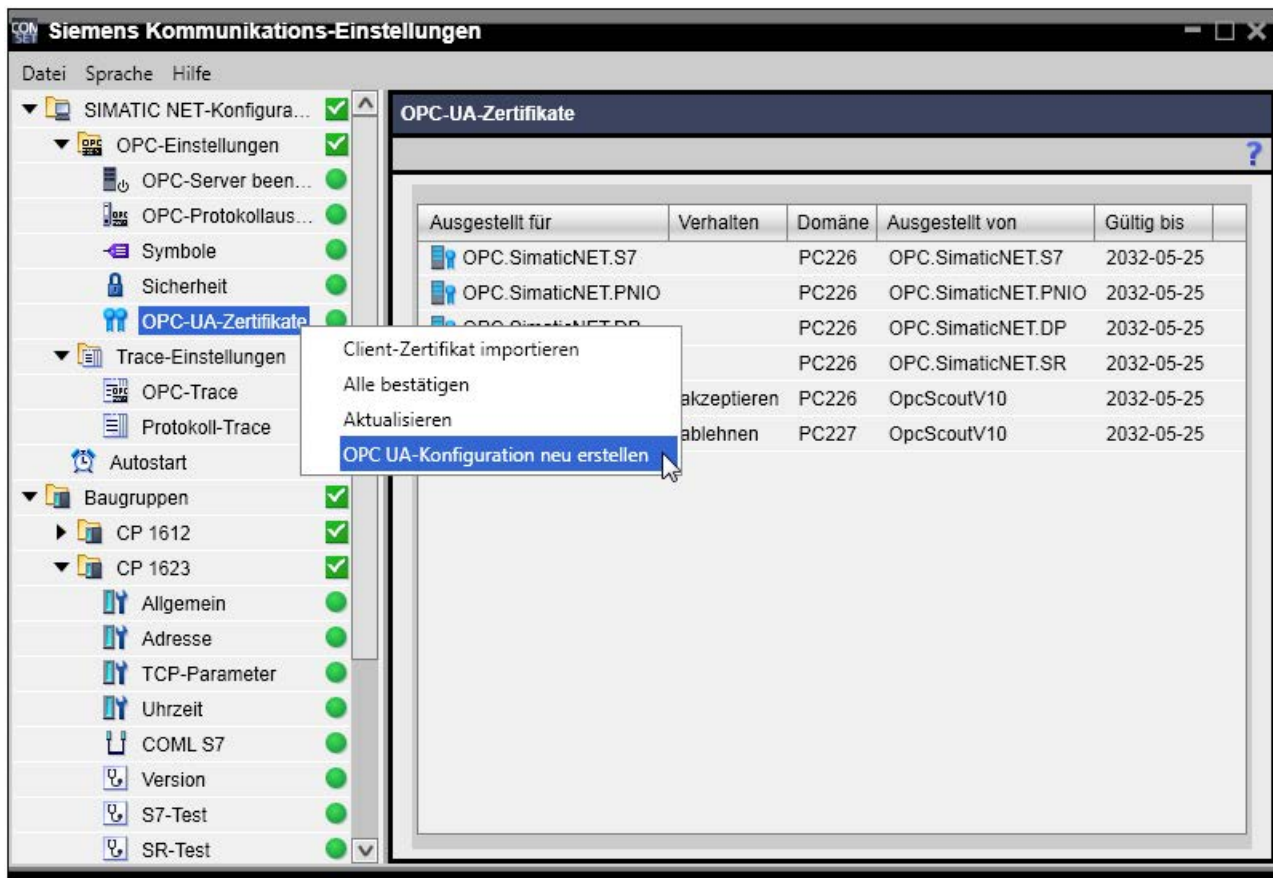 Siemens Kommunikations-Einstellungen
Datei Sprache Hilfe
SIMATIC NET-Konfigura...
OPC-Einstellungen
OPC-Server been...
OPC-Protokollaus...
Symbole
Sicherheit
OPC-UA-Zertifikate
Trace-Einstellungen
OPC-Trace
Protokoll-Trace
Autostart
Baugruppen
CP 1612
CP 1623
Allgemein
Adresse
TCP-Parameter
Uhrzeit
COML S7
Version
S7-Test
SR-Test
Client-Zertifikat importieren
Alle bestätigen
Aktualisieren
OPC UA-Konfiguration neu erstellen
OPC-UA-Zertifikate
?
Ausgestellt für Verhalten Domäne Ausgestellt von Gültig bis
OPC.SimaticNET.S7 PC226 OPC.SimaticNET.S7 2032-05-25
OPC.SimaticNET.PNIO PC226 OPC.SimaticNET.PNIO 2032-05-25
PC226 OPC.SimaticNET.DP 2032-05-25
PC226 OPC.SimaticNET.SR 2032-05-25
akzeptieren PC226 OpcScoutV10 2032-05-25
ablehnen PC227 OpcScoutV10 2032-05-25